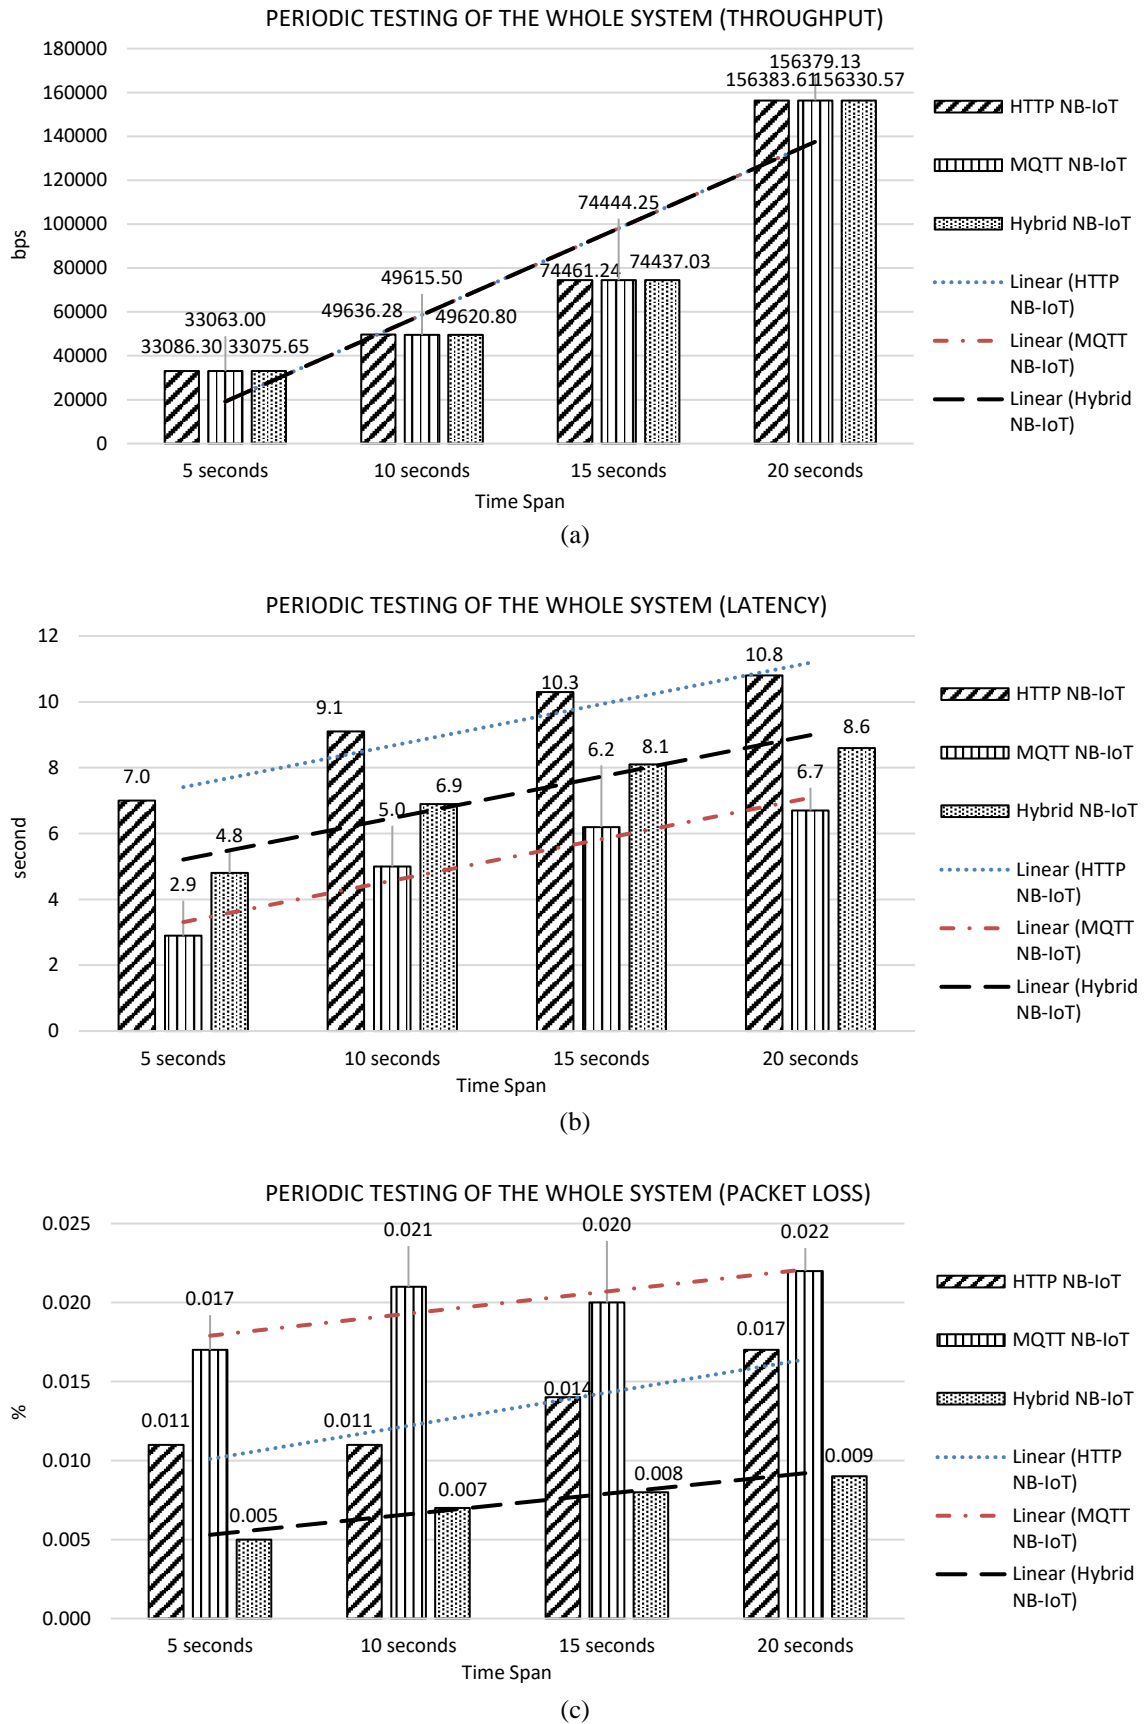 PERIODIC TESTING OF THE WHOLE SYSTEM (THROUGHPUT)
180000
160000
140000
120000
100000
80000
60000
40000
20000
0
bps
33086.30
33063.00
33075.65
49636.28
49615.50
49620.80
74461.24
74444.25
74437.03
156383.61
156379.13
156330.57
5 seconds
10 seconds
15 seconds
20 seconds
Time Span
HTTP NB-IoT
MQTT NB-IoT
Hybrid NB-IoT
Linear (HTTP
NB-IoT)
Linear (MQTT
NB-IoT)
Linear (Hybrid
NB-IoT)
(a)
PERIODIC TESTING OF THE WHOLE SYSTEM (LATENCY)
12
10
8
6
4
2
0
second
7.0
2.9
4.8
9.1
5.0
6.9
10.3
6.2
8.1
10.8
6.7
8.6
5 seconds
10 seconds
15 seconds
20 seconds
Time Span
HTTP NB-IoT
MQTT NB-IoT
Hybrid NB-IoT
Linear (HTTP
NB-IoT)
Linear (MQTT
NB-IoT)
Linear (Hybrid
NB-IoT)
(b)
PERIODIC TESTING OF THE WHOLE SYSTEM (PACKET LOSS)
0.025
0.020
0.015
0.010
0.005
0.000
%
0.011
0.017
0.005
0.011
0.021
0.007
0.014
0.020
0.008
0.017
0.022
0.009
5 seconds
10 seconds
15 seconds
20 seconds
Time Span
HTTP NB-IoT
MQTT NB-IoT
Hybrid NB-IoT
Linear (HTTP
NB-IoT)
Linear (MQTT
NB-IoT)
Linear (Hybrid
NB-IoT)
(c)